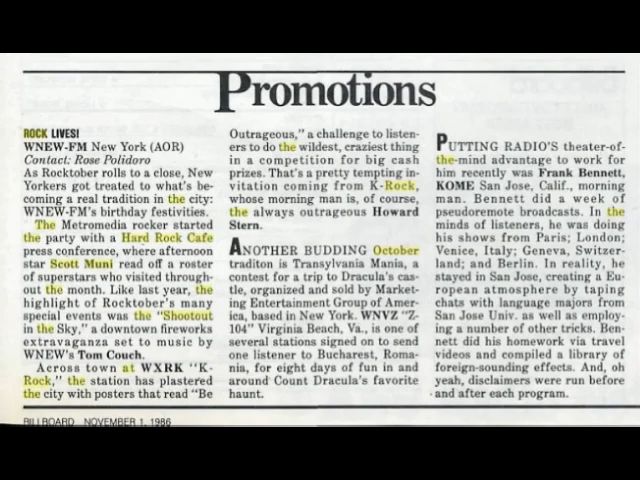 Promotions
ROCK LIVES!
WNEW-FM New York (AOR)
Contact: Rose Polidoro
As Rocktober rolls to a close, New
Yorkers got treated to what's be-
coming a real tradition in the city:
WNEW-FM's birthday festivities.
The Metromedia rocker started
the party with a Hard Rock Cafe
press conference, where afternoon
star Scott Muni read off a roster
of superstars who visited through-
out the month. Like last year, the
highlight of Rocktober's many
special events was the "Shootout
in the Sky," a downtown fireworks
extravaganza set to music by
WNEW's Tom Couch.
Across town at WXRK "K-
Rock," the station has plastered
the city with posters that read "Be
Outrageous," a challenge to listen-
ers to do the wildest, craziest thing
in a competition for big cash
prizes. That's a pretty tempting in-
vitation coming from K-Rock,
whose morning man is, of course,
the always outrageous Howard
Stern.
ANOTHER BUDDING October
traditon is Transylvania Mania, a
contest for a trip to Dracula's cas-
tle, organized and sold by Market-
ing Entertainment Group of Amer-
ica, based in New York. WNVZ "Z-
104" Virginia Beach, Va., is one of
several stations signed on to send
one listener to Bucharest, Roma-
nia, for eight days of fun in and
around Count Dracula's favorite
haunt.
PUTTING RADIO'S theater-of-
the-mind advantage to work for
him recently was Frank Bennett,
KOME San Jose, Calif., morning
man. Bennett did a week of
pseudoremote broadcasts. In the
minds of listeners, he was doing
his shows from Paris; London;
Venice, Italy; Geneva, Switzer-
land; and Berlin. In reality, he
stayed in San Jose, creating a Eu-
ropean atmosphere by taping
chats with language majors from
San Jose Univ. as well as employ-
ing a number of other tricks. Ben-
nett did his homework via travel
videos and compiled a library of
foreign-sounding effects. And, oh
yeah, disclaimers were run before
and after each program.
BILLBOARD NOVEMBER 1, 1986